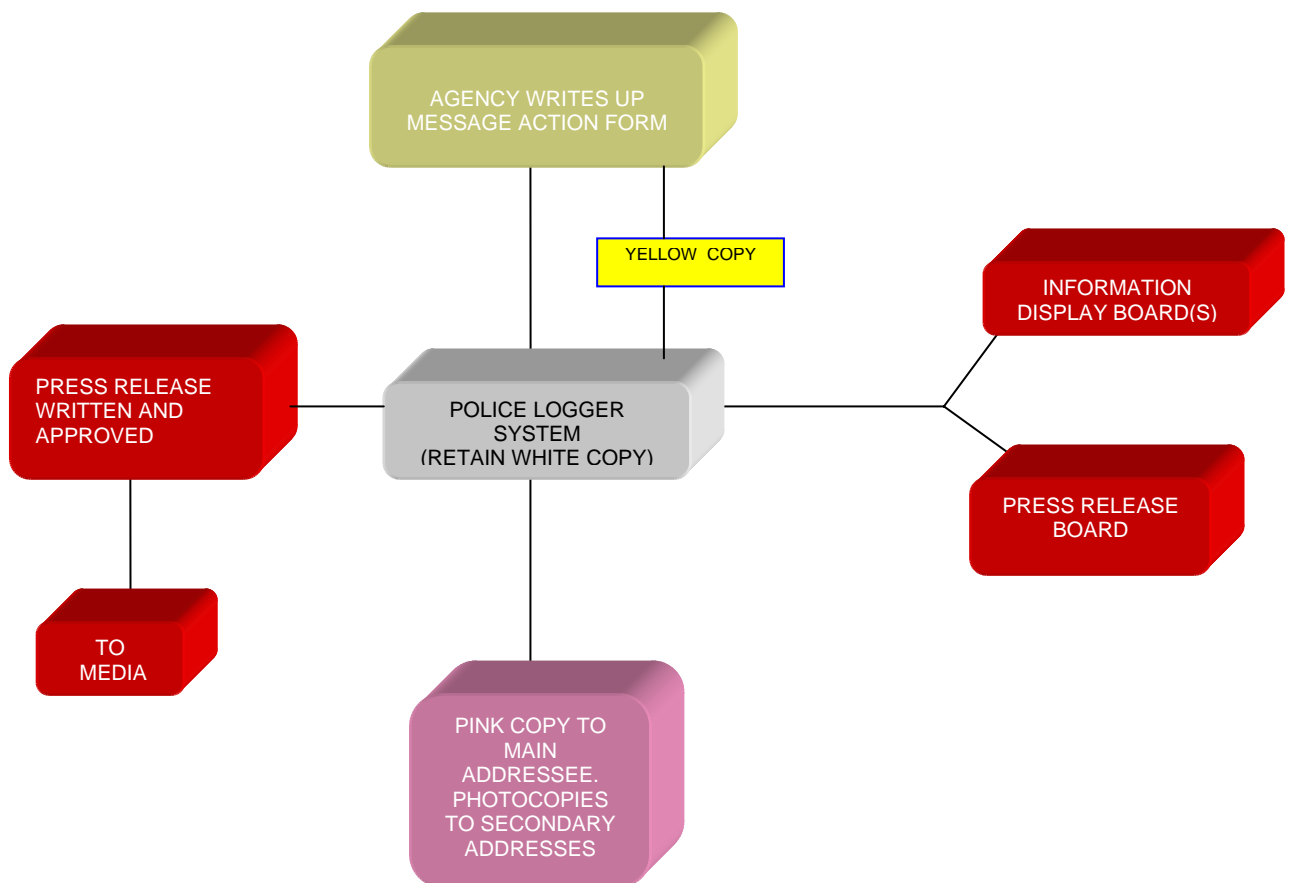 AGENCY WRITES UP
MESSAGE ACTION FORM
YELLOW COPY
INFORMATION
DISPLAY BOARD(S)
PRESS RELEASE
WRITTEN AND
APPROVED
POLICE LOGGER
SYSTEM
(RETAIN WHITE COPY)
PRESS RELEASE
BOARD
TO
MEDIA
PINK COPY TO
MAIN
ADDRESSEE.
PHOTOCOPIES
TO SECONDARY
ADDRESSES